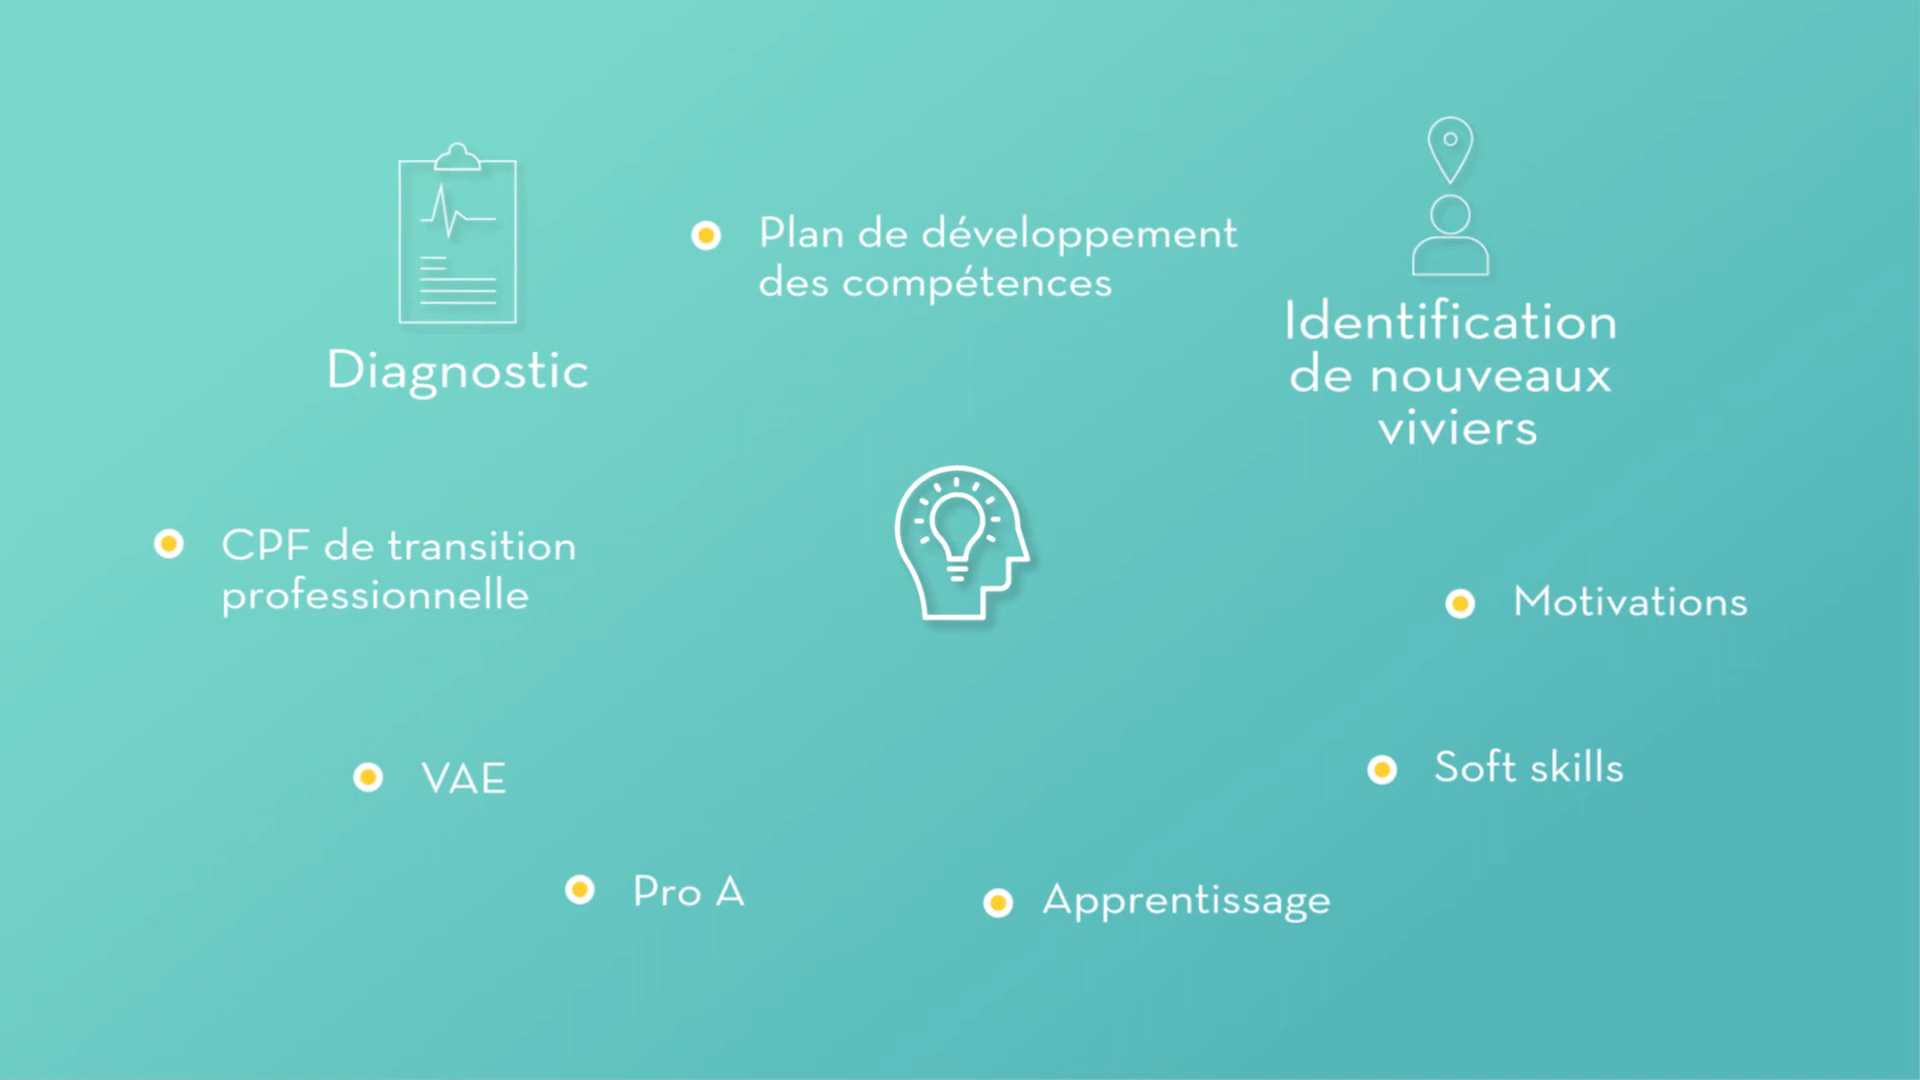 Plan de développement
des compétences
Diagnostic
Identification
de nouveaux
viviers
CPF de transition
professionnelle
Motivations
VAE
Soft skills
Pro A
Apprentissage